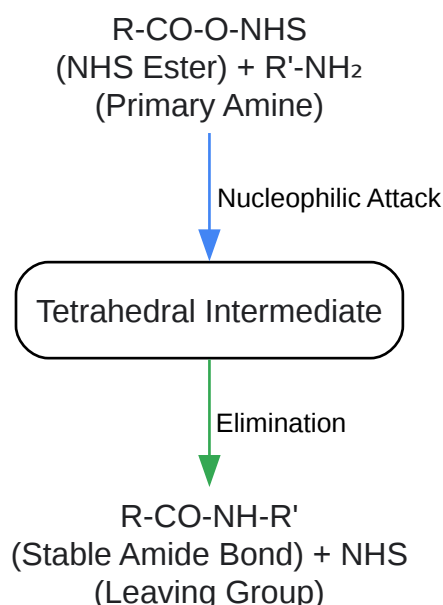 R-CO-O-NHS
(NHS Ester) + R'-NH₂
(Primary Amine)
Nucleophilic Attack
Tetrahedral Intermediate
Elimination
R-CO-NH-R'
(Stable Amide Bond) + NHS
(Leaving Group)